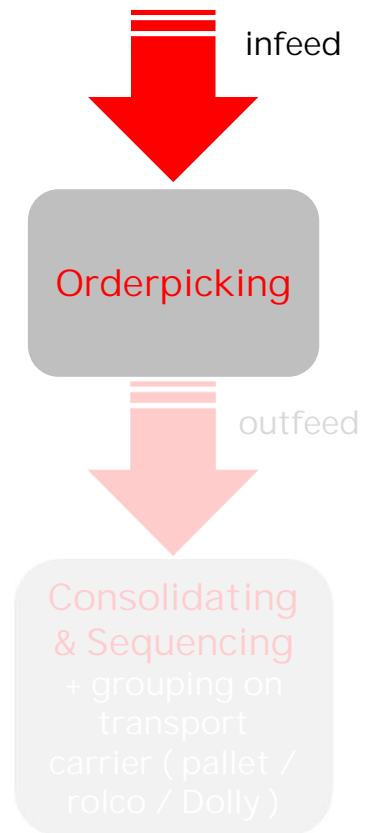 infeed
Orderpicking
outfeed
Consolidating
& Sequencing
+ grouping on
transport
carrier ( pallet /
rolco / Dolly )